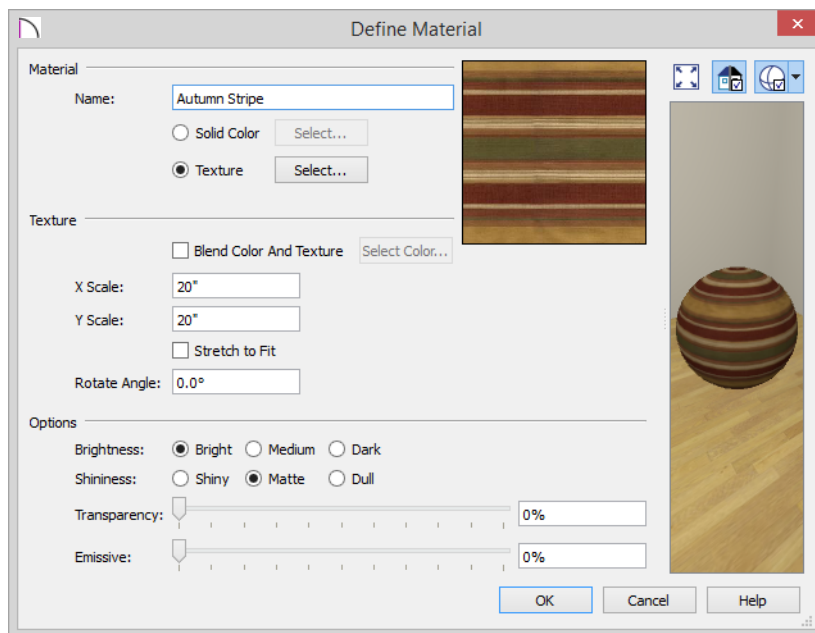 Define Material
Material
Name: Autumn Stripe
Solid Color Select...
Texture Select...
Texture
Blend Color And Texture Select Color...
X Scale: 20"
Y Scale: 20"
Stretch to Fit
Rotate Angle: 0.0°
Options
Brightness: Bright Medium Dark
Shininess: Shiny Matte Dull
Transparency: 0%
Emissive: 0%
OK Cancel Help